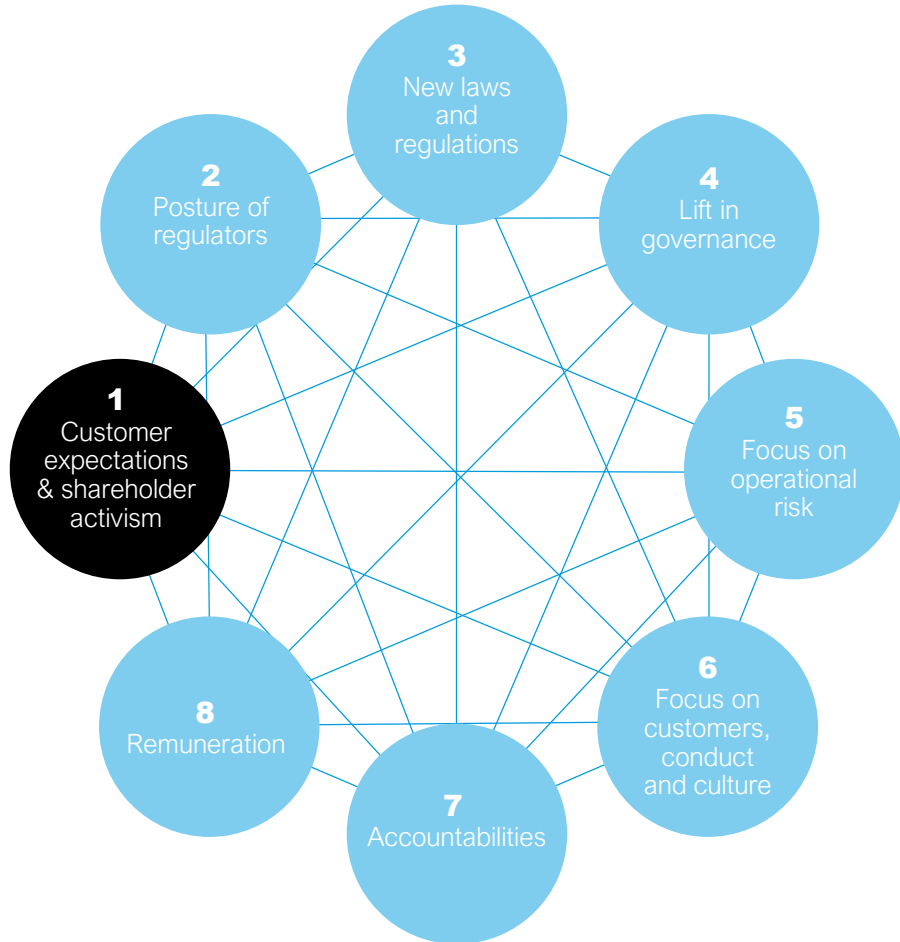 1
Customer
expectations
& shareholder
activism
2
Posture of
regulators
3
New laws
and
regulations
4
Lift in
governance
5
Focus on
operational
risk
6
Focus on
customers,
conduct
and culture
7
Accountabilities
8
Remuneration